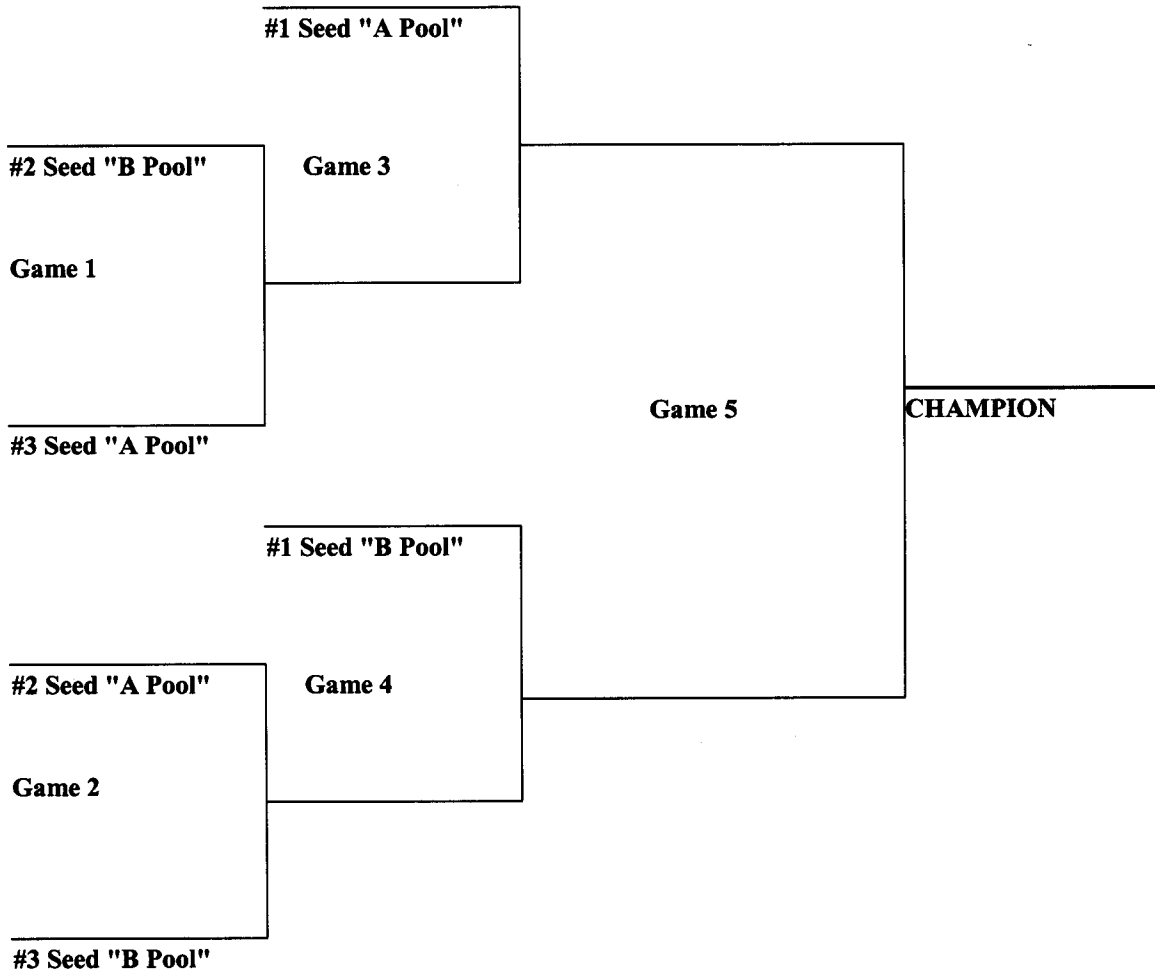 #1 Seed "A Pool"
#2 Seed "B Pool"
Game 3
Game 1
Game 5
CHAMPION
#3 Seed "A Pool"
#1 Seed "B Pool"
#2 Seed "A Pool"
Game 4
Game 2
#3 Seed "B Pool"